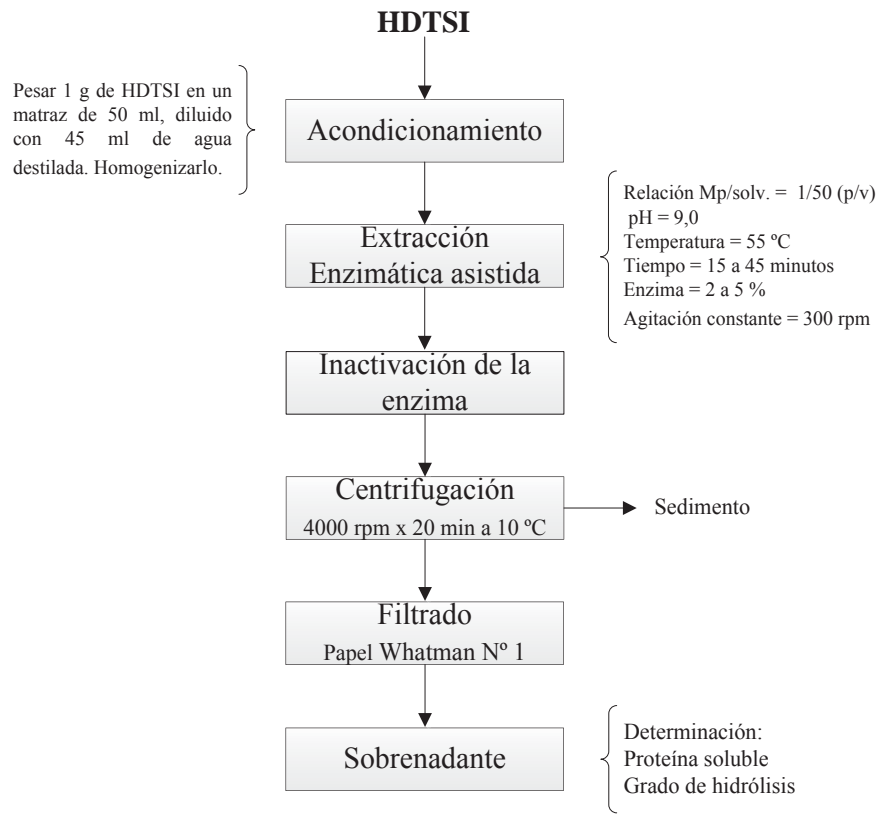 HDTSI
Pesar 1 g de HDTSI en un
matraz de 50 ml, diluido
con 45 ml de agua
destilada. Homogenizarlo.
Acondicionamiento
Extracción
Enzimática asistida
Relación Mp/solv. = 1/50 (p/v)
pH = 9,0
Temperatura = 55 ºC
Tiempo = 15 a 45 minutos
Enzima = 2 a 5 %
Agitación constante = 300 rpm
Inactivación de la
enzima
Centrifugación
4000 rpm x 20 min a 10 ºC
Sedimento
Filtrado
Papel Whatman Nº 1
Sobrenadante
Determinación:
Proteína soluble
Grado de hidrólisis